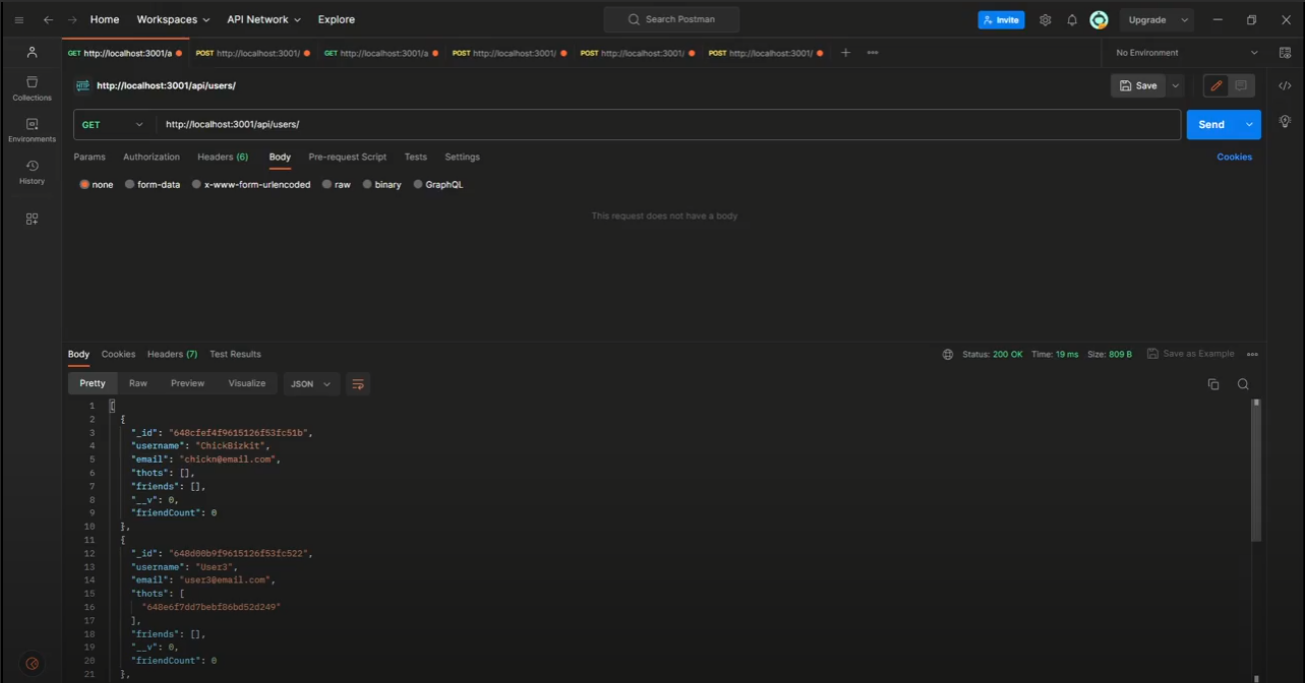 Home Workspaces API Network Explore Search Postman Invite Upgrade
GET http://localhost:3001/a POST http://localhost:3001/ GET http://localhost:3001/a POST http://localhost:3001/ POST http://localhost:3001/ POST http://localhost:3001/ No Environment
http://localhost:3001/api/users/ Save
Collections
GET http://localhost:3001/api/users/ Send
Environments
Params Authorization Headers (6) Body Pre-request Script Tests Settings Cookies
History
none form-data x-www-form-urlencoded raw binary GraphQL
This request does not have a body
Body Cookies Headers (7) Test Results Status: 200 OK Time: 19 ms Size: 809 B Save as Example
Pretty Raw Preview Visualize JSON
1 [
2 {
3 "_id": "648cfef4f9615126f53fc51b",
4 "username": "ChickBizkit",
5 "email": "chickn@email.com",
6 "thots": [],
7 "friends": [],
8 "__v": 0,
9 "friendCount": 0
10 },
11 {
12 "_id": "648d00b9f9615126f53fc522",
13 "username": "User3",
14 "email": "user3@email.com",
15 "thots": [
16 "648e6f7dd7bebf86bd52d249"
17 ],
18 "friends": [],
19 "__v": 0,
20 "friendCount": 0
21 },